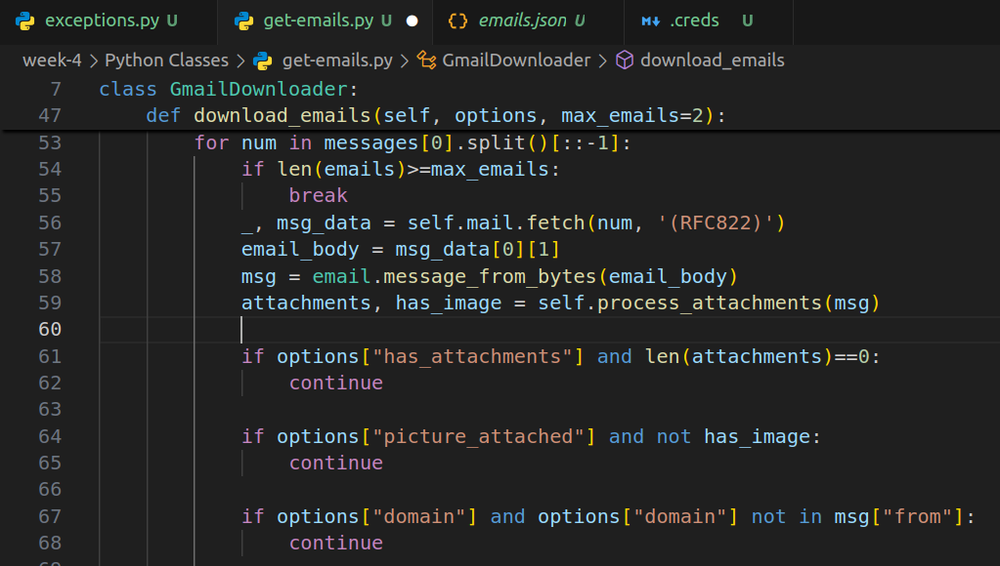 exceptions.py U get-emails.py U emails.json U .creds U
week-4 > Python Classes > get-emails.py > GmailDownloader > download_emails
7 class GmailDownloader:
47 def download_emails(self, options, max_emails=2):
53 for num in messages[0].split()[::-1]:
54 if len(emails)>=max_emails:
55 break
56 _, msg_data = self.mail.fetch(num, '(RFC822)')
57 email_body = msg_data[0][1]
58 msg = email.message_from_bytes(email_body)
59 attachments, has_image = self.process_attachments(msg)
60
61 if options["has_attachments"] and len(attachments)==0:
62 continue
63
64 if options["picture_attached"] and not has_image:
65 continue
66
67 if options["domain"] and options["domain"] not in msg["from"]:
68 continue